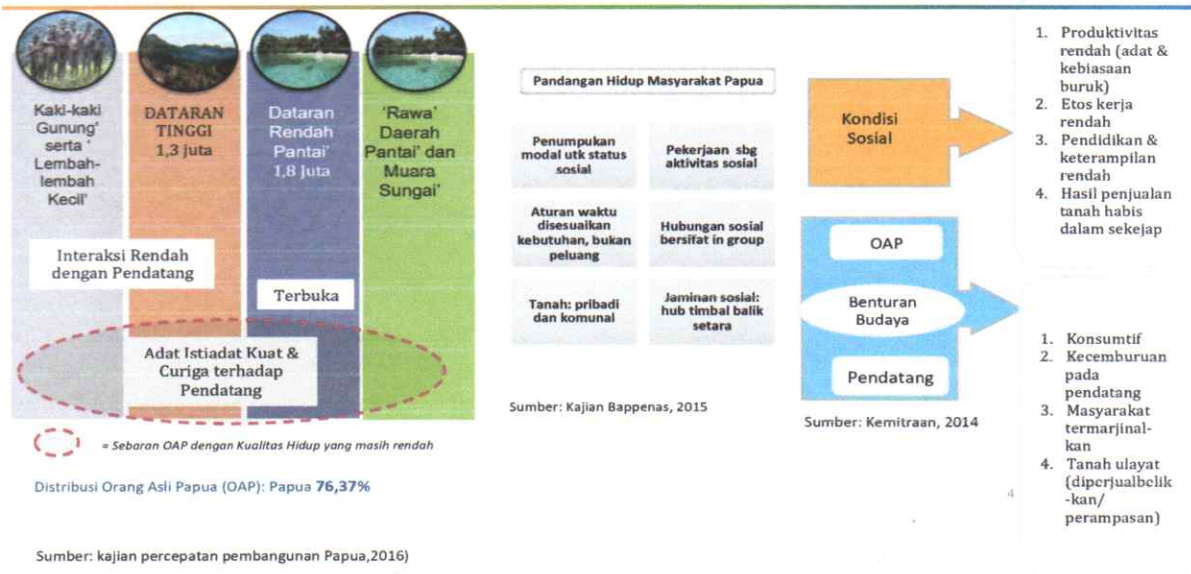 Kaki-kaki
Gunung'
serta '
Lembah-
lembah
Kecil'
DATARAN
TINGGI
1,3 juta
Dataran
Rendah
Pantai'
1,8 Juta
'Rawa'
Daerah
Pantai' dan
Muara
Sungai'
Interaksi Rendah
dengan Pendatang
Terbuka
Adat Istiadat Kuat &
Curiga terhadap
Pendatang
= Sebaran OAP dengan Kualitas Hidup yang masih rendah
Distribusi Orang Asli Papua (OAP): Papua 76,37%
Sumber: kajian percepatan pembangunan Papua,2016)
Pandangan Hidup Masyarakat Papua
Penumpukan
modal utk status
sosial
Pekerjaan sbg
aktivitas sosial
Aturan waktu
disesuaikan
kebutuhan, bukan
peluang
Hubungan sosial
bersifat in group
Tanah: pribadi
dan komunal
Jaminan sosial:
hub timbal balik
setara
Sumber: Kajian Bappenas, 2015
Kondisi
Sosial
OAP
Benturan
Budaya
Pendatang
Sumber: Kemitraan, 2014
1. Produktivitas
rendah (adat &
kebiasaan
buruk)
2. Etos kerja
rendah
3. Pendidikan &
keterampilan
rendah
4. Hasil penjualan
tanah habis
dalam sekejap
1. Konsumtif
2. Kecemburuan
pada
pendatang
3. Masyarakat
termarjinal-
kan
4. Tanah ulayat
(diperjualbelik
-kan/
perampasan)
4